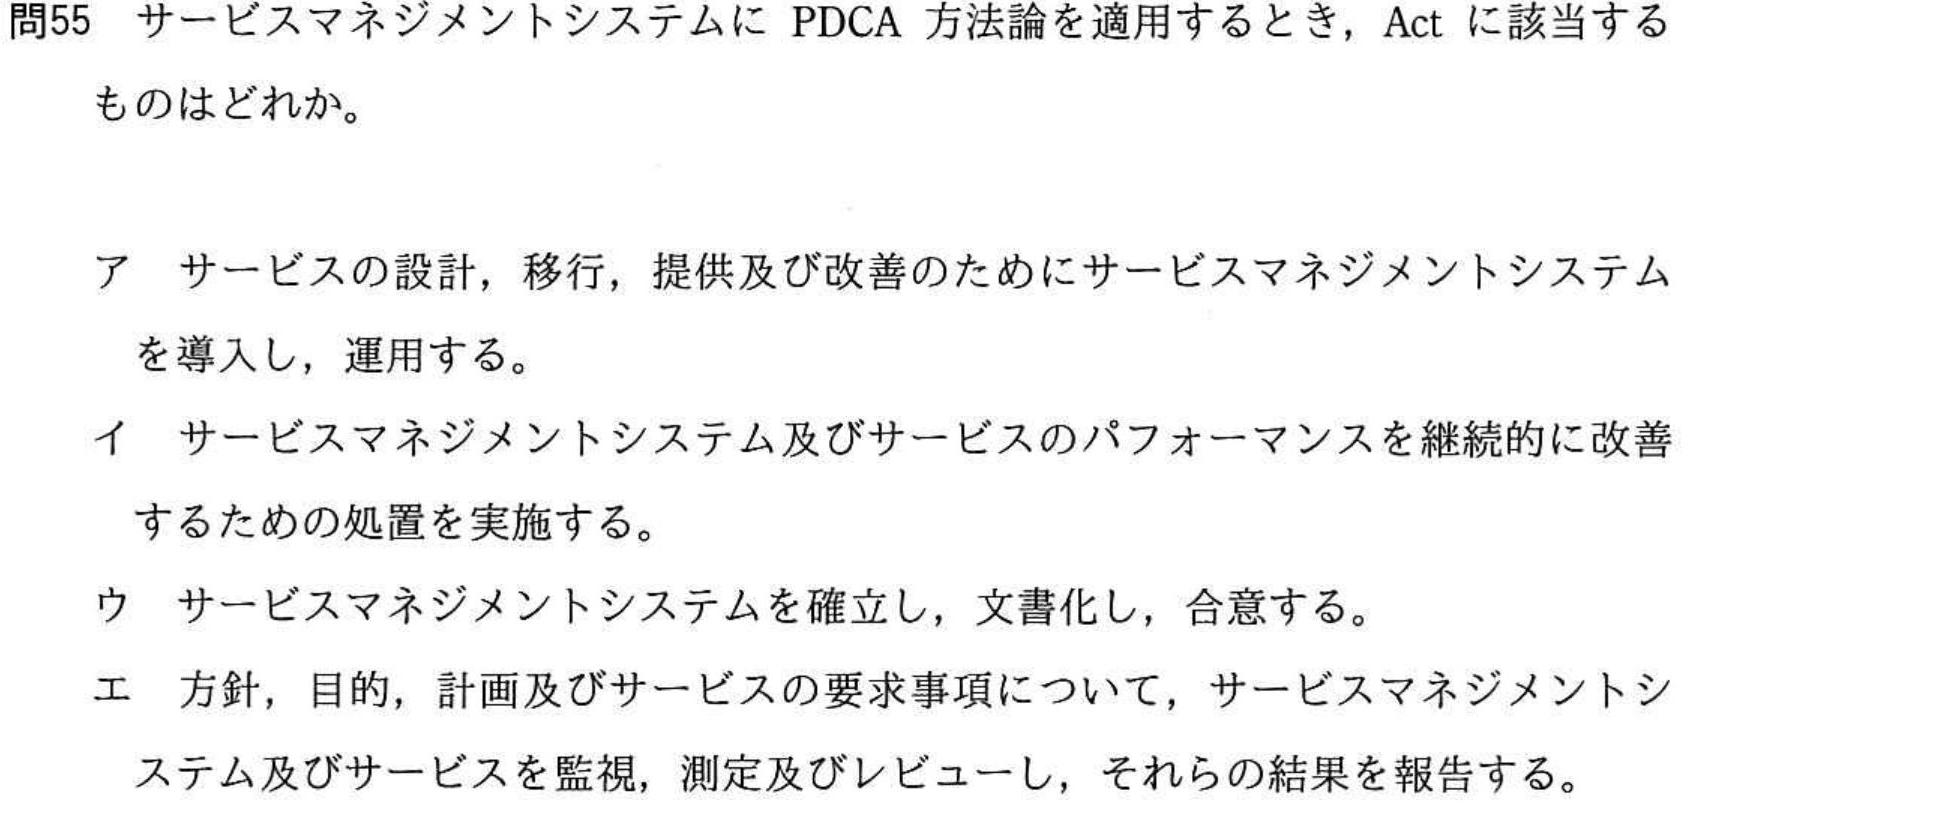 問55 サービスマネジメントシステムに PDCA 方法論を適用するとき，Act に該当する
ものはどれか。
ア サービスの設計，移行，提供及び改善のためにサービスマネジメントシステム
を導入し，運用する。
イ サービスマネジメントシステム及びサービスのパフォーマンスを継続的に改善
するための処置を実施する。
ウ サービスマネジメントシステムを確立し，文書化し，合意する。
エ 方針，目的，計画及びサービスの要求事項について，サービスマネジメントシ
ステム及びサービスを監視，測定及びレビューし，それらの結果を報告する。